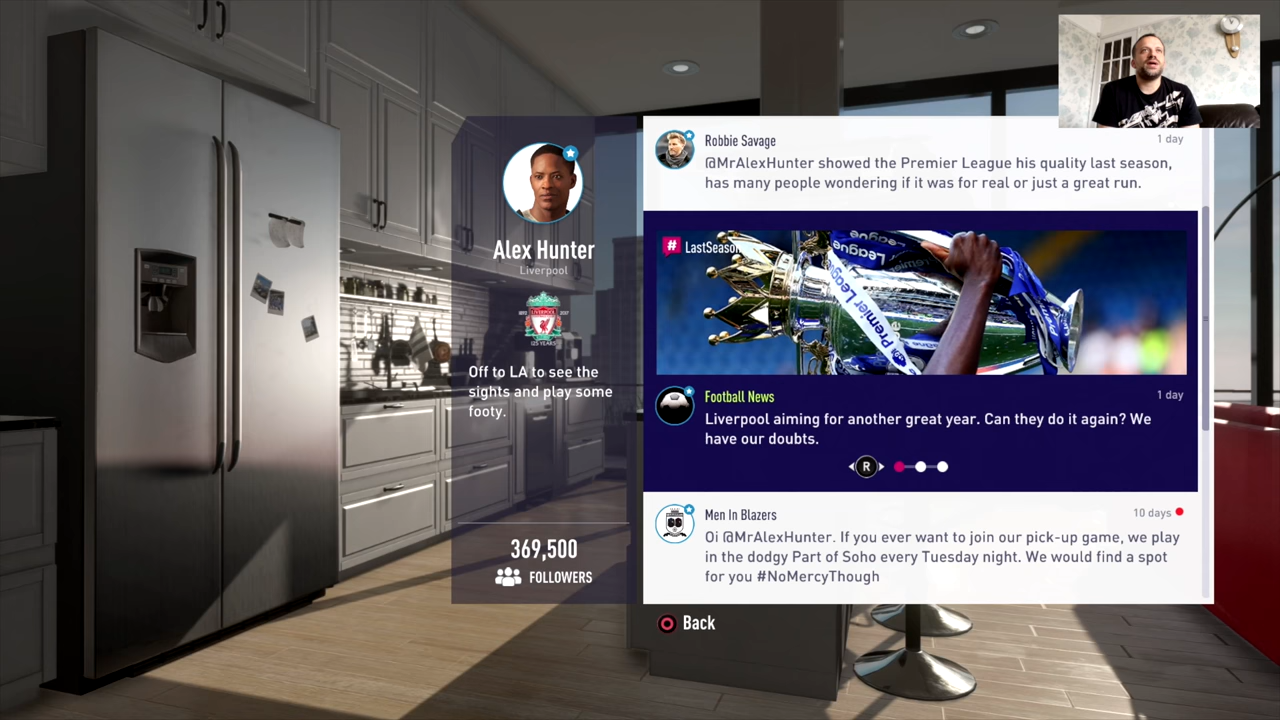 Alex Hunter
Liverpool
LIVERPOOL
125 YEARS
Off to LA to see the
sights and play some
footy.
369,500
FOLLOWERS
Robbie Savage
1 day
@MrAlexHunter showed the Premier League his quality last season,
has many people wondering if it was for real or just a great run.
# LastSeason
Premier League
Football News
1 day
Liverpool aiming for another great year. Can they do it again? We
have our doubts.
R
Men In Blazers
10 days
Oi @MrAlexHunter. If you ever want to join our pick-up game, we play
in the dodgy Part of Soho every Tuesday night. We would find a spot
for you #NoMercyThough
Back